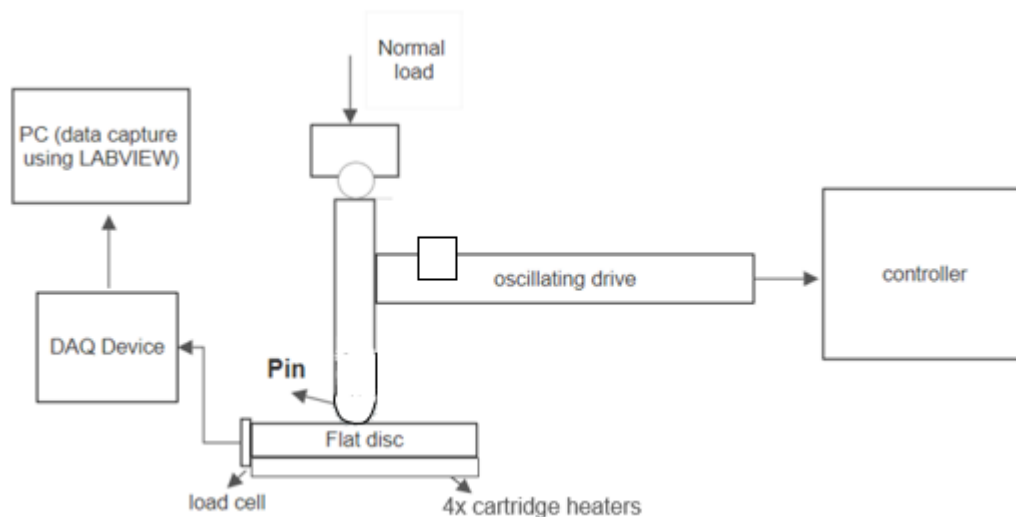 Normal
load
PC (data capture
using LABVIEW)
oscillating drive
controller
DAQ Device
Pin
Flat disc
load cell
4x cartridge heaters